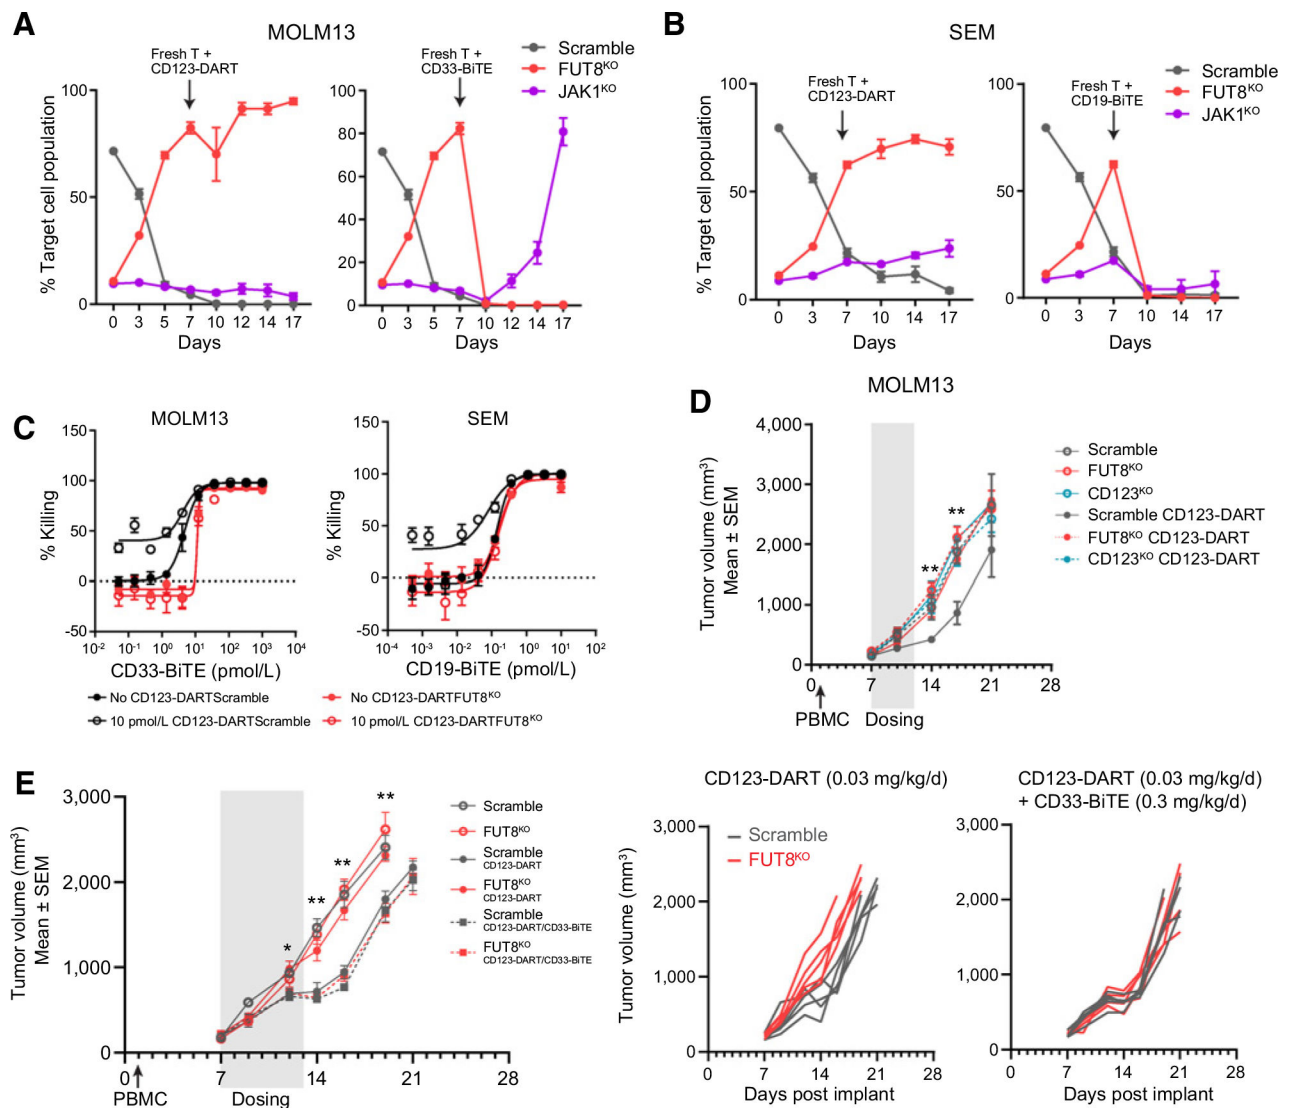 A
MOLM13
Fresh T +
CD123-DART
Fresh T +
CD33-BiTE
Scramble
FUT8KO
JAK1KO
% Target cell population
100
50
0
0 3 5 7 10 12 14 17
Days
100
80
60
40
20
0
0 3 5 7 10 12 14 17
Days
B
SEM
Fresh T +
CD123-DART
Fresh T +
CD19-BiTE
Scramble
FUT8KO
JAK1KO
% Target cell population
100
50
0
0 3 7 10 14 17
Days
100
50
0
0 3 7 10 14 17
Days
C
MOLM13
% Killing
150
100
50
0
-50
10-2 10-1 100 101 102 103 104
CD33-BiTE (pmol/L)
SEM
% Killing
150
100
50
0
-50
10-4 10-3 10-2 10-1 100 101 102
CD19-BiTE (pmol/L)
No CD123-DARTScramble
No CD123-DARTFUT8KO
10 pmol/L CD123-DARTScramble
10 pmol/L CD123-DARTFUT8KO
D
MOLM13
Tumor volume (mm3)
Mean ± SEM
4,000
3,000
2,000
1,000
0
**
**
0 7 14 21 28
PBMC
Dosing
Scramble
FUT8KO
CD123KO
Scramble CD123-DART
FUT8KO CD123-DART
CD123KO CD123-DART
E
Tumor volume (mm3)
Mean ± SEM
3,000
2,000
1,000
0
*
**
**
**
0 7 14 21 28
PBMC
Dosing
Scramble
FUT8KO
Scramble
CD123-DART
FUT8KO
CD123-DART
Scramble
CD123-DART/CD33-BiTE
FUT8KO
CD123-DART/CD33-BiTE
CD123-DART (0.03 mg/kg/d)
Scramble
FUT8KO
Tumor volume (mm3)
3,000
2,000
1,000
0
0 7 14 21 28
Days post implant
CD123-DART (0.03 mg/kg/d)
+ CD33-BiTE (0.3 mg/kg/d)
3,000
2,000
1,000
0
0 7 14 21 28
Days post implant